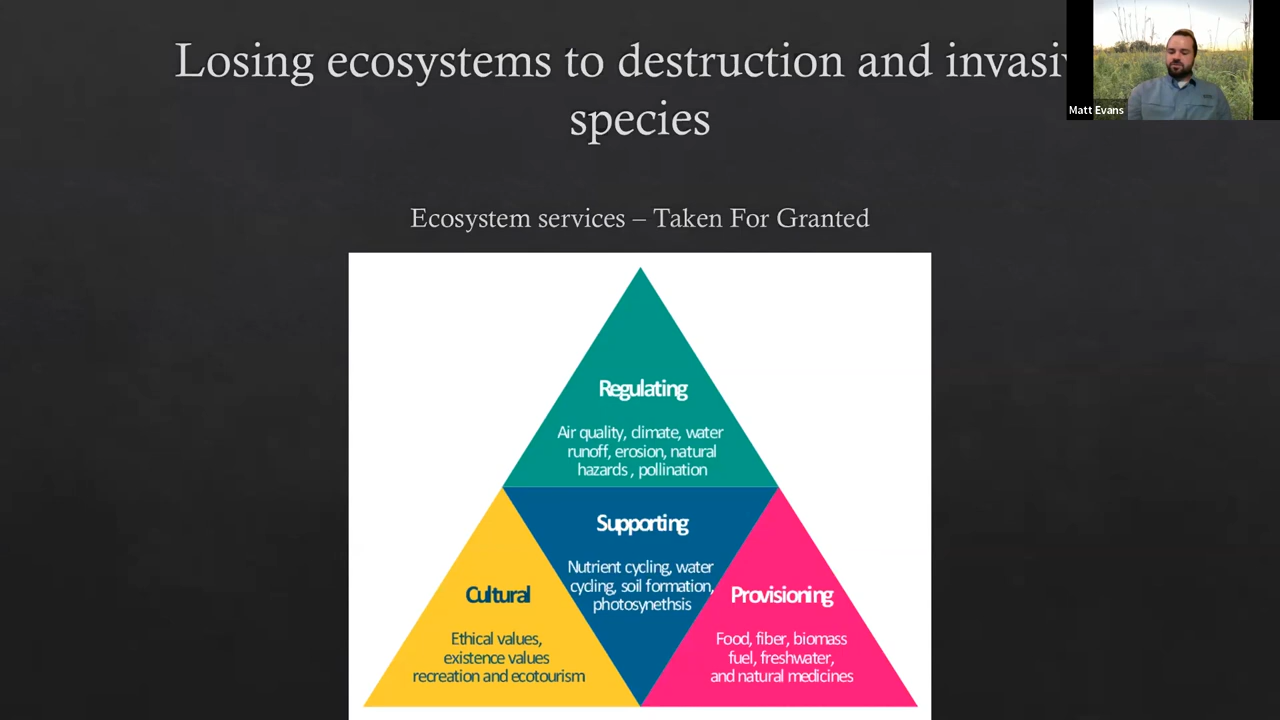 Losing ecosystems to destruction and invasi
species
Matt Evans
Ecosystem services – Taken For Granted
Regulating
Air quality, climate, water
runoff, erosion, natural
hazards , pollination
Supporting
Nutrient cycling, water
cycling, soil formation,
photosynethsis
Cultural
Ethical values,
existence values
recreation and ecotourism
Provisioning
Food, fiber, biomass
fuel, freshwater,
and natural medicines